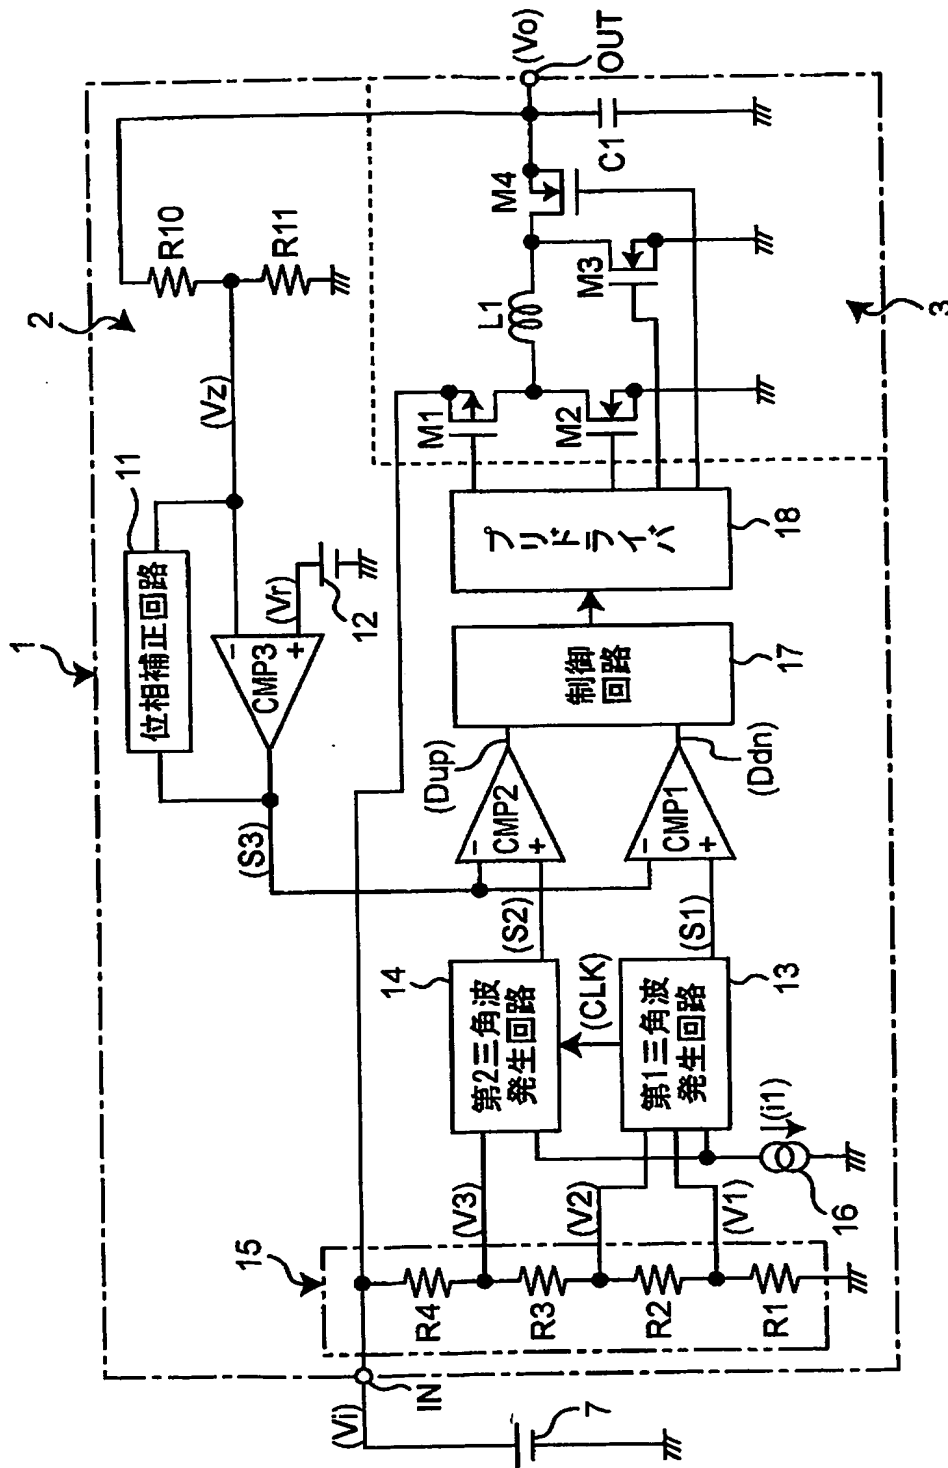 1
2
3
(Vi)
IN
7
15
R4
R3
R2
R1
(V3)
(V2)
(V1)
16
(i1)
14
第2三角波
発生回路
(CLK)
13
第1三角波
発生回路
(S2)
(S1)
(S3)
11
位相補正回路
CMP3
-
+
(Vr)
12
(Vz)
R10
R11
CMP2
-
+
CMP1
-
+
(Dup)
(Ddn)
制御
回路
17
プリドライバ
18
M1
M2
L1
M3
M4
C1
(Vo)
OUT